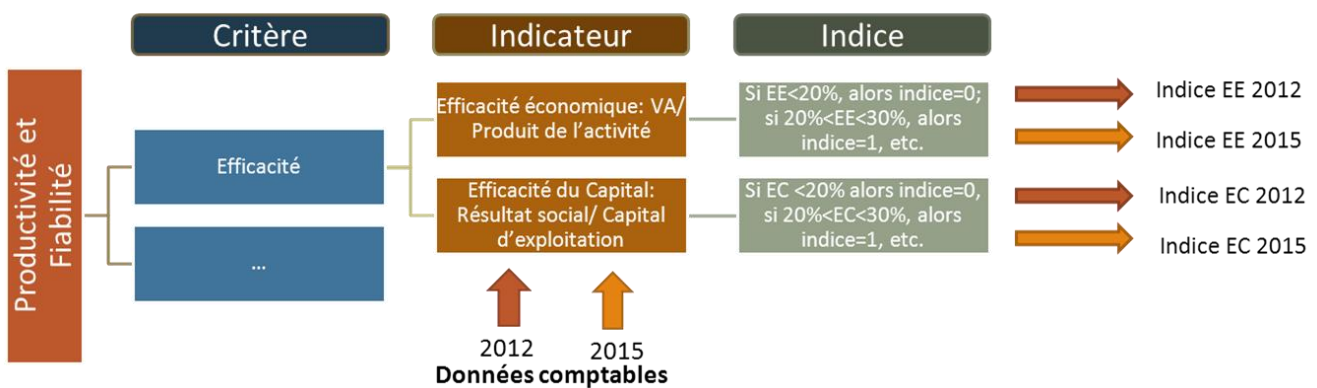 Critère
Indicateur
Indice
Productivité et
Fiabilité
Efficacité
...
Efficacité économique: VA/
Produit de l'activité
Efficacité du Capital:
Résultat social/ Capital
d'exploitation
Si EE<20%, alors indice=0;
si 20%<EE<30%, alors
indice=1, etc.
Si EC <20% alors indice=0,
si 20%<EC<30%, alors
indice=1, etc.
Indice EE 2012
Indice EE 2015
Indice EC 2012
Indice EC 2015
2012
2015
Données comptables